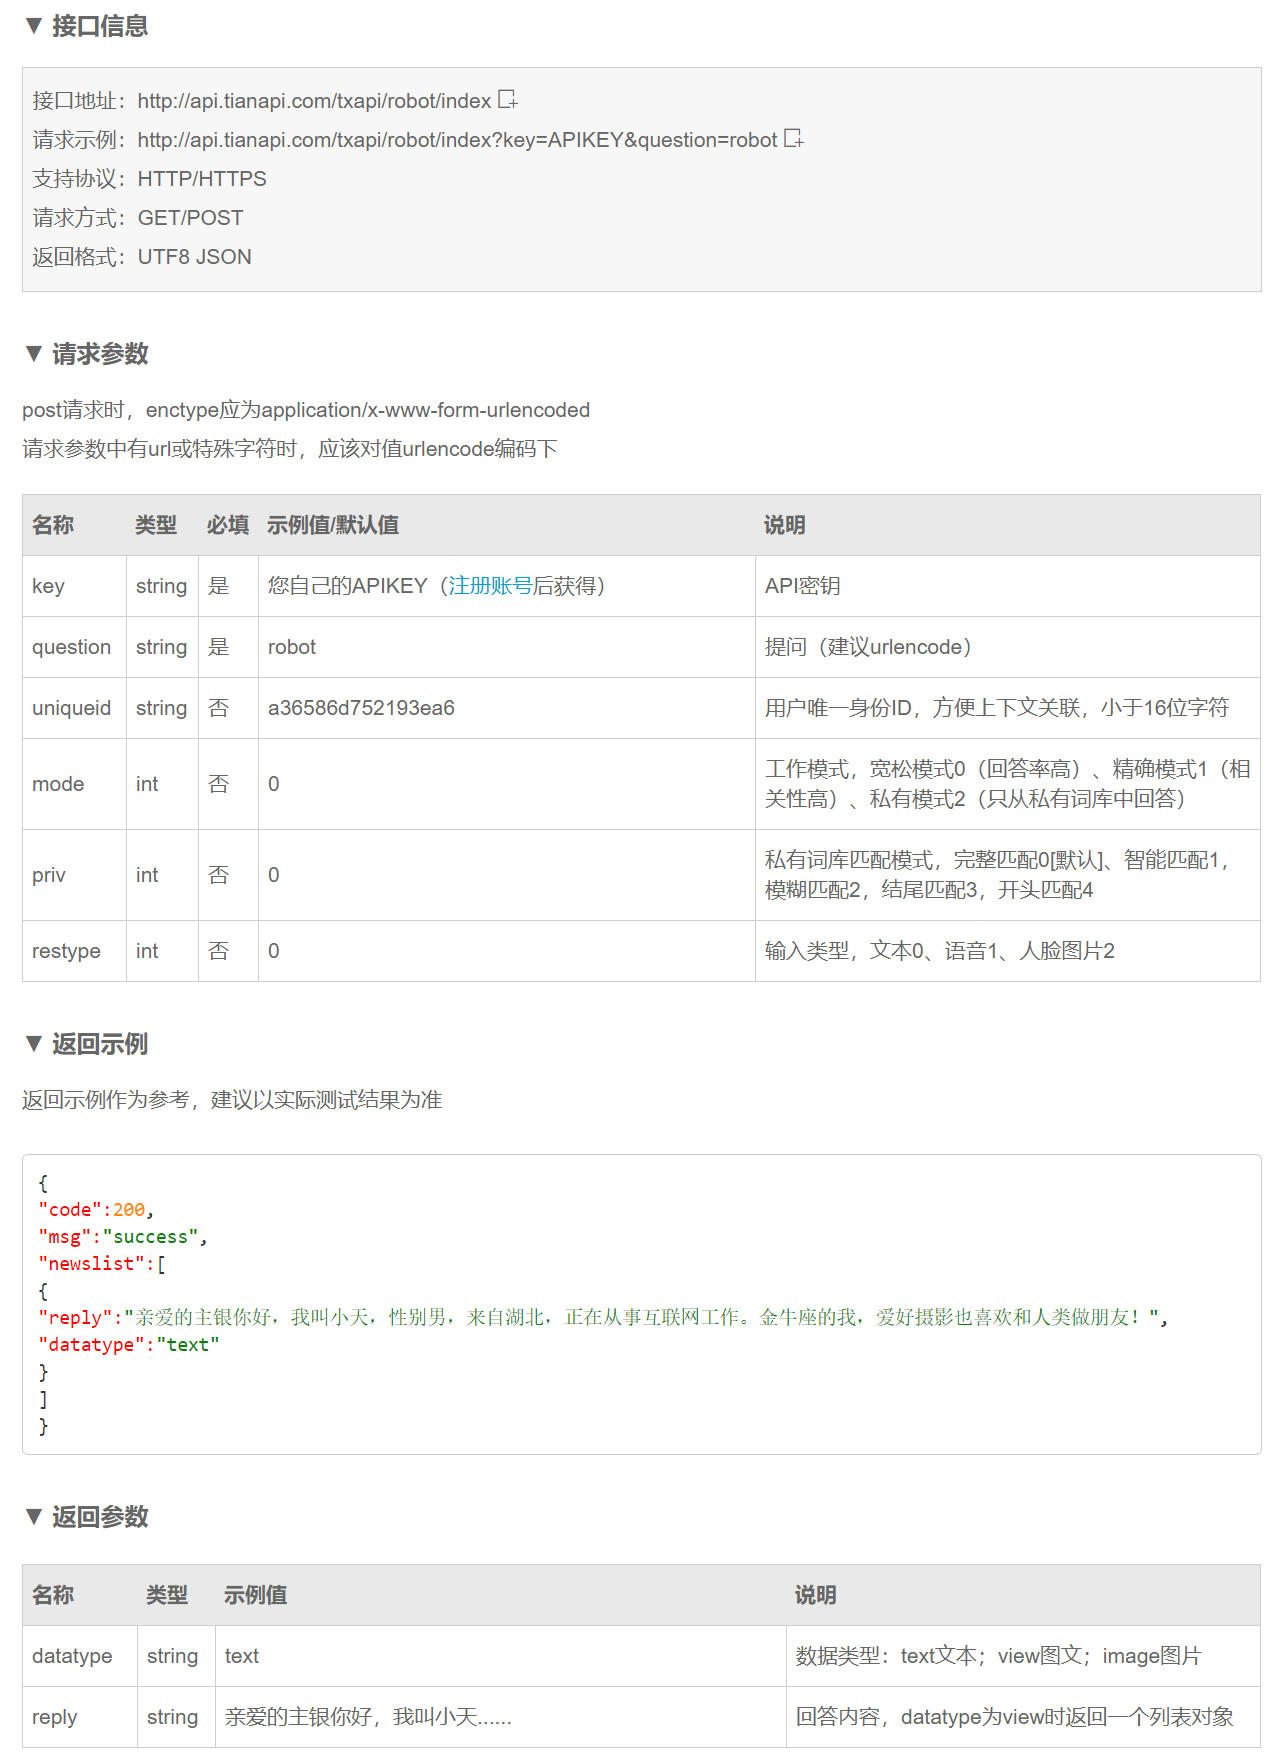 ▼ 接口信息
接口地址：http://api.tianapi.com/txapi/robot/index
请求示例：http://api.tianapi.com/txapi/robot/index?key=APIKEY&question=robot
支持协议：HTTP/HTTPS
请求方式：GET/POST
返回格式：UTF8 JSON
▼ 请求参数
post请求时，enctype应为application/x-www-form-urlencoded
请求参数中有url或特殊字符时，应该对值urlencode编码下
名称 类型 必填 示例值/默认值 说明
key string 是 您自己的APIKEY（注册账号后获得） API密钥
question string 是 robot 提问（建议urlencode）
uniqueid string 否 a36586d752193ea6 用户唯一身份ID，方便上下文关联，小于16位字符
mode int 否 0 工作模式，宽松模式0（回答率高）、精确模式1（相
关性高）、私有模式2（只从私有词库中回答）
priv int 否 0 私有词库匹配模式，完整匹配0[默认]、智能匹配1，
模糊匹配2，结尾匹配3，开头匹配4
restype int 否 0 输入类型，文本0、语音1、人脸图片2
▼ 返回示例
返回示例作为参考，建议以实际测试结果为准
{
"code":200,
"msg":"success",
"newslist":[
{
"reply":"亲爱的主银你好，我叫小天，性别男，来自湖北，正在从事互联网工作。金牛座的我，爱好摄影也喜欢和人类做朋友！",
"datatype":"text"
}
]
}
▼ 返回参数
名称 类型 示例值 说明
datatype string text 数据类型：text文本；view图文；image图片
reply string 亲爱的主银你好，我叫小天...... 回答内容，datatype为view时返回一个列表对象